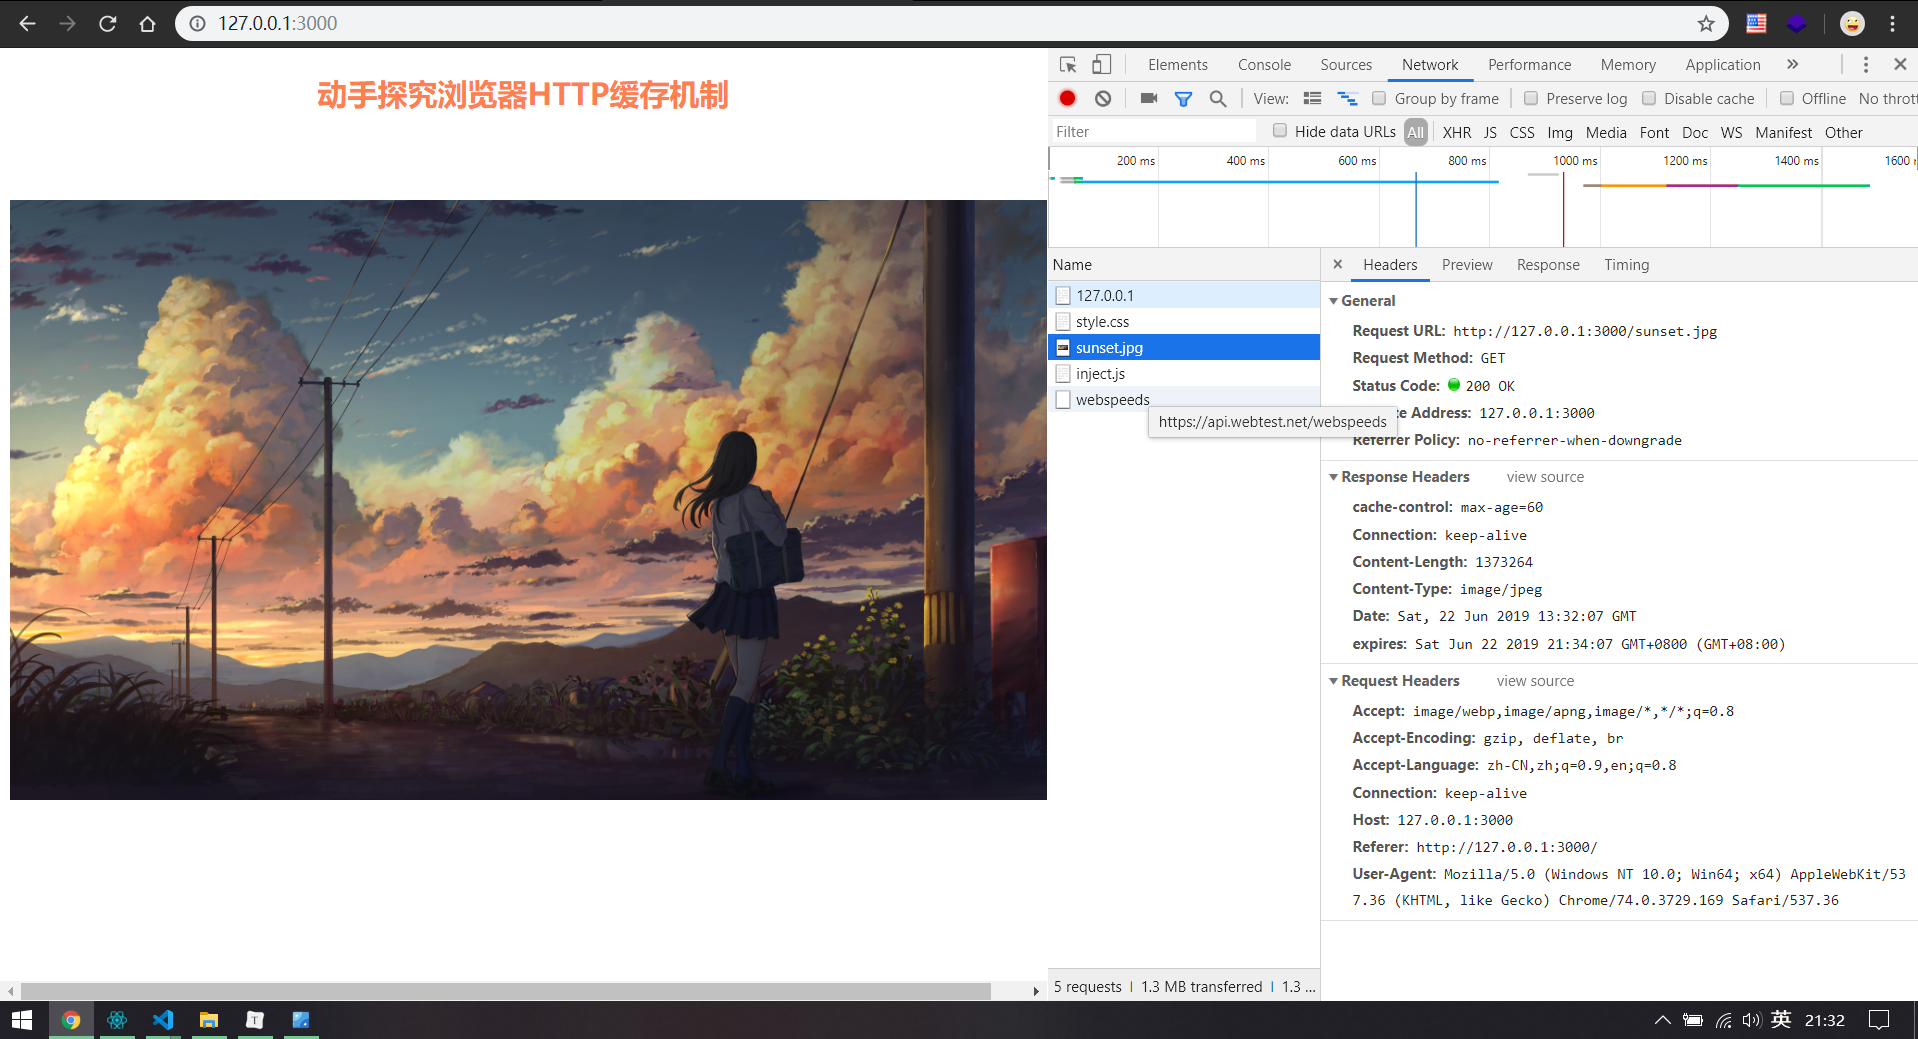 127.0.0.1:3000
动手探究浏览器HTTP缓存机制
Elements Console Sources Network Performance Memory Application
View: Group by frame Preserve log Disable cache Offline No thrott
Filter Hide data URLs All XHR JS CSS Img Media Font Doc WS Manifest Other
200 ms 400 ms 600 ms 800 ms 1000 ms 1200 ms 1400 ms 1600
Name
127.0.0.1
style.css
sunset.jpg
inject.js
webspeeds
https://api.webtest.net/webspeeds
5 requests | 1.3 MB transferred | 1.3 ...
Headers Preview Response Timing
General
Request URL: http://127.0.0.1:3000/sunset.jpg
Request Method: GET
Status Code: 200 OK
e Address: 127.0.0.1:3000
Referrer Policy: no-referrer-when-downgrade
Response Headers view source
cache-control: max-age=60
Connection: keep-alive
Content-Length: 1373264
Content-Type: image/jpeg
Date: Sat, 22 Jun 2019 13:32:07 GMT
expires: Sat Jun 22 2019 21:34:07 GMT+0800 (GMT+08:00)
Request Headers view source
Accept: image/webp,image/apng,image/*,*/*;q=0.8
Accept-Encoding: gzip, deflate, br
Accept-Language: zh-CN,zh;q=0.9,en;q=0.8
Connection: keep-alive
Host: 127.0.0.1:3000
Referer: http://127.0.0.1:3000/
User-Agent: Mozilla/5.0 (Windows NT 10.0; Win64; x64) AppleWebKit/53
7.36 (KHTML, like Gecko) Chrome/74.0.3729.169 Safari/537.36
T
英 21:32